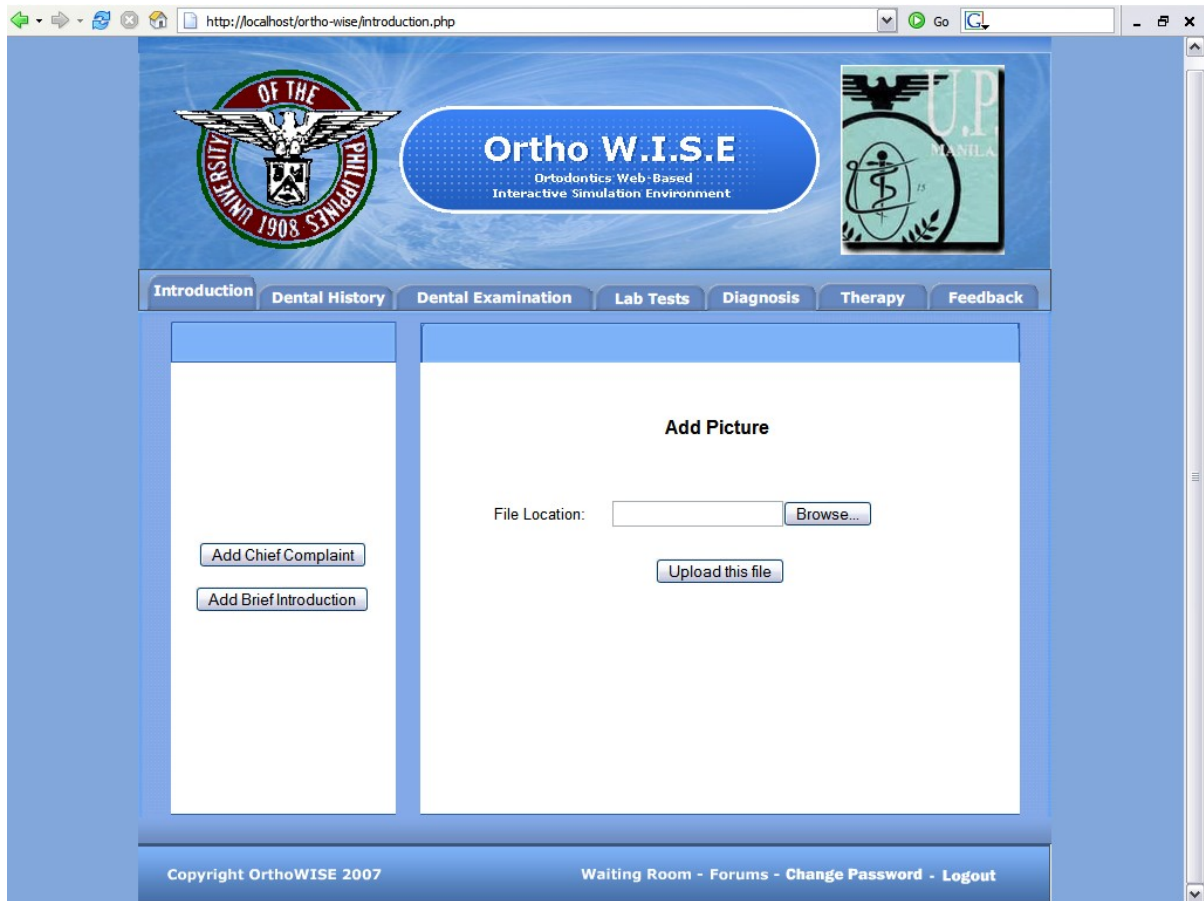 http://localhost/ortho-wise/introduction.php
Go
G
UNIVERSITY OF THE PHILIPPINES
1908
Ortho W.I.S.E
Ortodontics Web-Based
Interactive Simulation Environment
U.P.
MANILA
15
Introduction Dental History Dental Examination Lab Tests Diagnosis Therapy Feedback
Add Picture
File Location: Browse...
Upload this file
Add Chief Complaint
Add Brief Introduction
Copyright OrthoWISE 2007 Waiting Room - Forums - Change Password - Logout